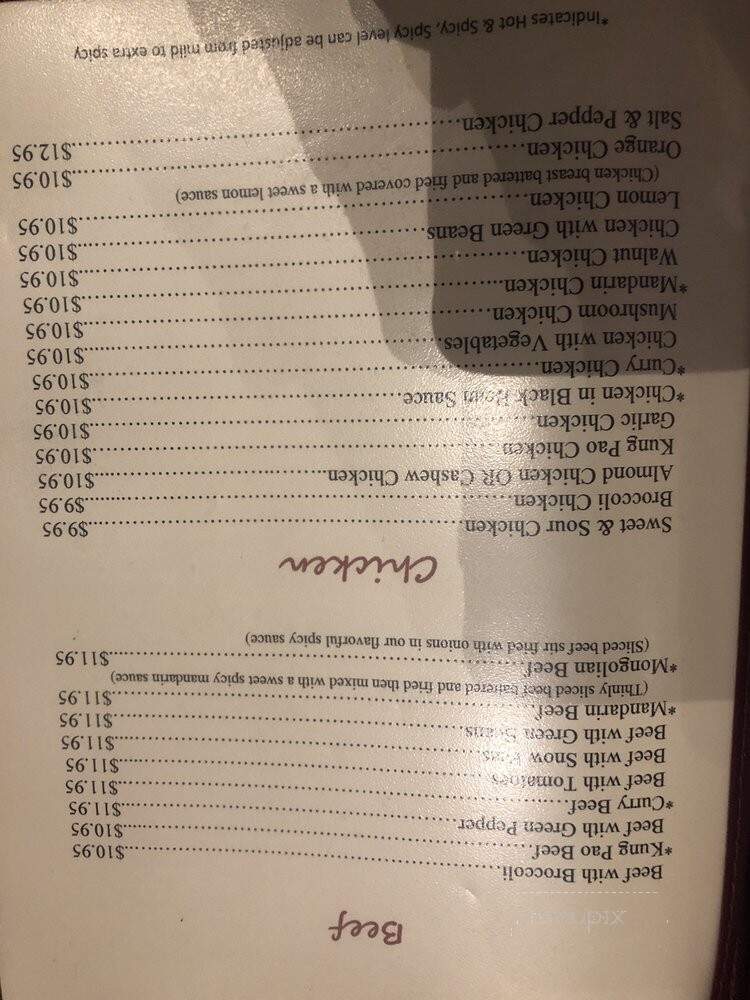 Beef
Beef with Broccoli..........$10.95
*Kung Pao Beef..........$10.95
Beef with Green Pepper..........$11.95
*Curry Beef..........$11.95
Beef with Tomatoes..........$11.95
Beef with Snow Peas..........$11.95
Beef with Green Beans..........$11.95
*Mandarin Beef..........$11.95
(Thinly sliced beef battered and fried then mixed with a sweet spicy mandarin sauce)
*Mongolian Beef..........$11.95
(Sliced beef stir fried with onions in our flavorful spicy sauce)
Chicken
Sweet & Sour Chicken..........$9.95
Broccoli Chicken..........$9.95
Almond Chicken OR Cashew Chicken..........$10.95
Kung Pao Chicken..........$10.95
Garlic Chicken..........$10.95
*Chicken in Black Bean Sauce..........$10.95
*Curry Chicken..........$10.95
Chicken with Vegetables..........$10.95
Mushroom Chicken..........$10.95
*Mandarin Chicken..........$10.95
Walnut Chicken..........$10.95
Chicken with Green Beans..........$10.95
Lemon Chicken..........$10.95
(Chicken breast battered and fried covered with a sweet lemon sauce)
Orange Chicken..........$10.95
Salt & Pepper Chicken..........$12.95
*Indicates Hot & Spicy, Spicy level can be adjusted from mild to extra spicy